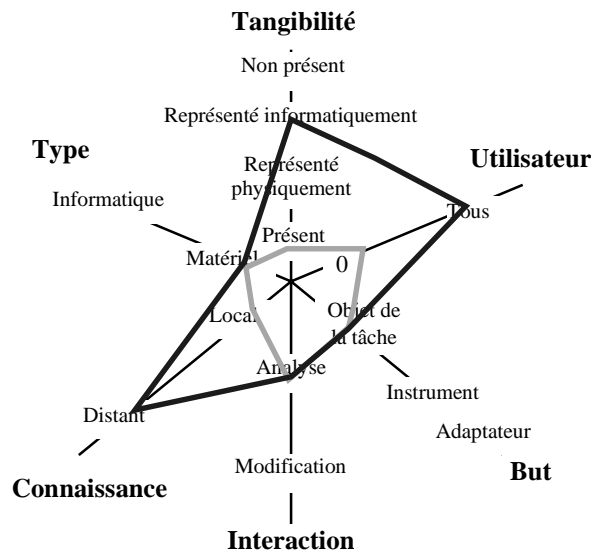 Tangibilité
Non présent
Représenté informatiquement
Type
Utilisateur
Représenté
physiquement
Informatique
Tous
Présent
Matériel
0
Local
Objet de
la tâche
Analyse
Instrument
Distant
Adaptateur
Modification
But
Connaissance
Interaction